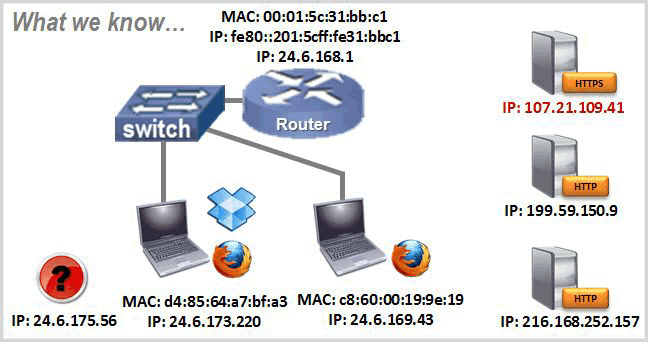 What we know...
MAC: 00:01:5c:31:bb:c1
IP: fe80::201:5cff:fe31:bbc1
IP: 24.6.168.1
switch
Router
HTTPS
IP: 107.21.109.41
HTTP
IP: 199.59.150.9
HTTP
IP: 216.168.252.157
?
IP: 24.6.175.56
MAC: d4:85:64:a7:bf:a3
IP: 24.6.173.220
MAC: c8:60:00:19:9e:19
IP: 24.6.169.43